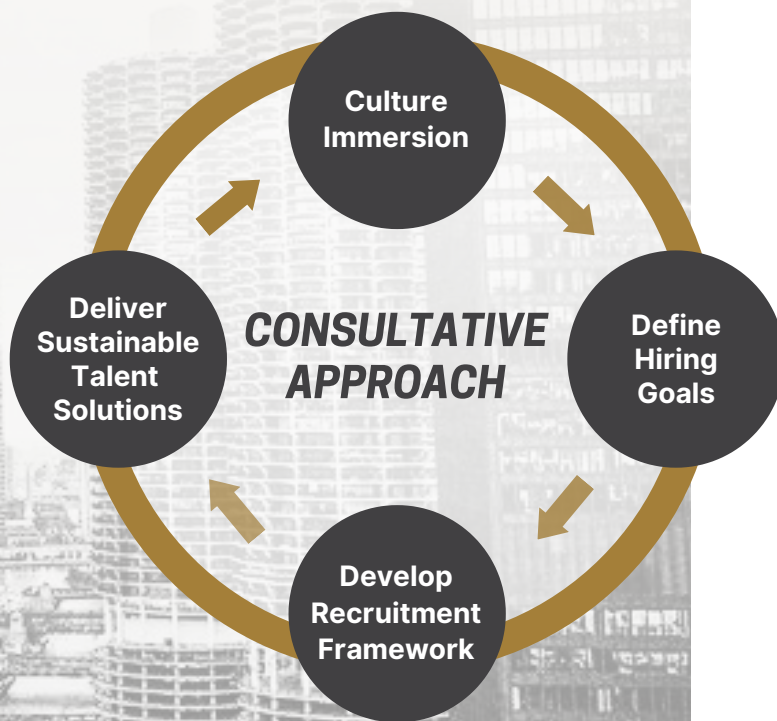 Culture
Immersion
Deliver
Sustainable
Talent
Solutions
CONSULTATIVE
APPROACH
Define
Hiring
Goals
Develop
Recruitment
Framework